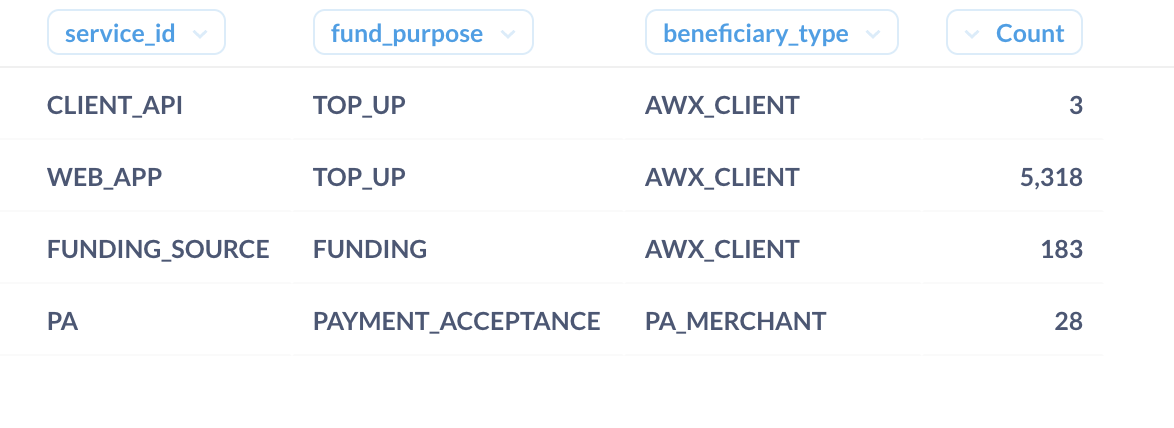 service_id fund_purpose beneficiary_type Count
CLIENT_API TOP_UP AWX_CLIENT 3
WEB_APP TOP_UP AWX_CLIENT 5,318
FUNDING_SOURCE FUNDING AWX_CLIENT 183
PA PAYMENT_ACCEPTANCE PA_MERCHANT 28